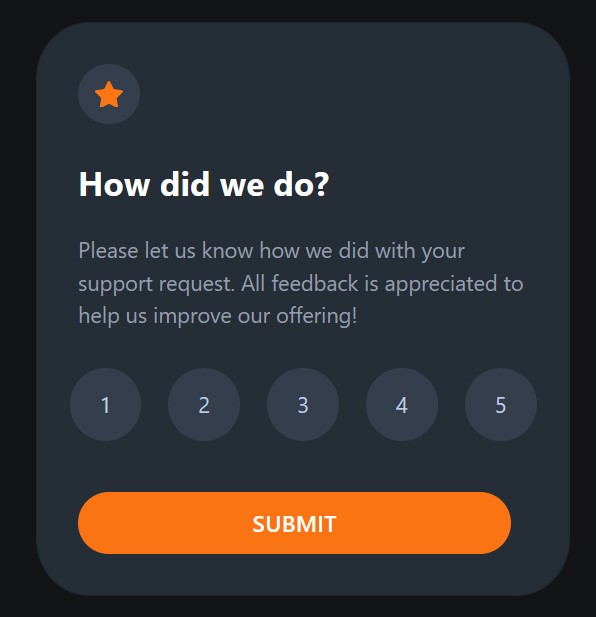 How did we do?
Please let us know how we did with your
support request. All feedback is appreciated to
help us improve our offering!
1 2 3 4 5
SUBMIT